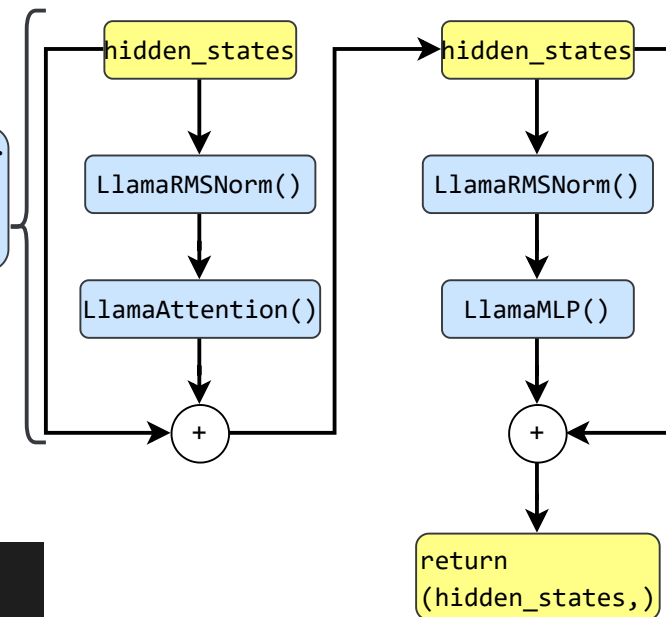 hidden_states
LlamaRMSNorm()
LlamaAttention()
+
hidden_states
LlamaRMSNorm()
LlamaMLP()
+
return
(hidden_states,)